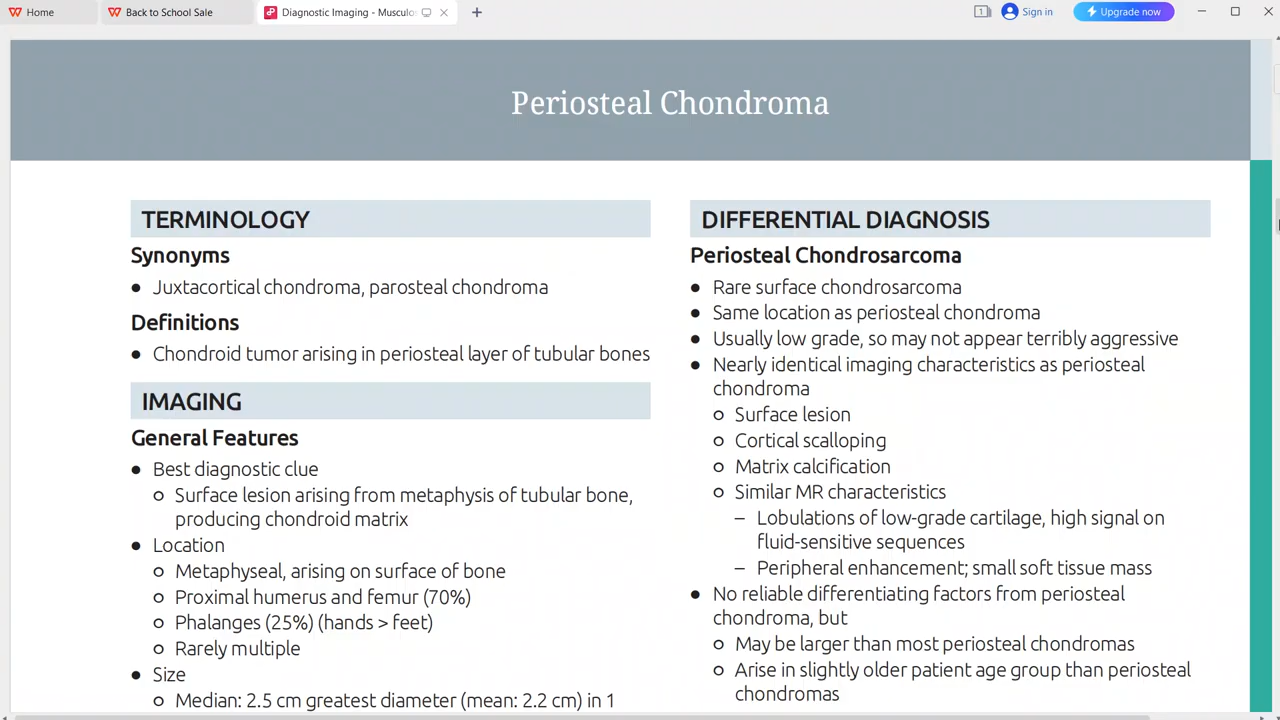 Home
Back to School Sale
Diagnostic Imaging - Musculos
1
Sign in
Upgrade now
Periosteal Chondroma
TERMINOLOGY
Synonyms
● Juxtacortical chondroma, parosteal chondroma
Definitions
● Chondroid tumor arising in periosteal layer of tubular bones
IMAGING
General Features
● Best diagnostic clue
○ Surface lesion arising from metaphysis of tubular bone,
producing chondroid matrix
● Location
○ Metaphyseal, arising on surface of bone
○ Proximal humerus and femur (70%)
○ Phalanges (25%) (hands > feet)
○ Rarely multiple
● Size
○ Median: 2.5 cm greatest diameter (mean: 2.2 cm) in 1
DIFFERENTIAL DIAGNOSIS
Periosteal Chondrosarcoma
● Rare surface chondrosarcoma
● Same location as periosteal chondroma
● Usually low grade, so may not appear terribly aggressive
● Nearly identical imaging characteristics as periosteal
chondroma
○ Surface lesion
○ Cortical scalloping
○ Matrix calcification
○ Similar MR characteristics
– Lobulations of low-grade cartilage, high signal on
fluid-sensitive sequences
– Peripheral enhancement; small soft tissue mass
● No reliable differentiating factors from periosteal
chondroma, but
○ May be larger than most periosteal chondromas
○ Arise in slightly older patient age group than periosteal
chondromas